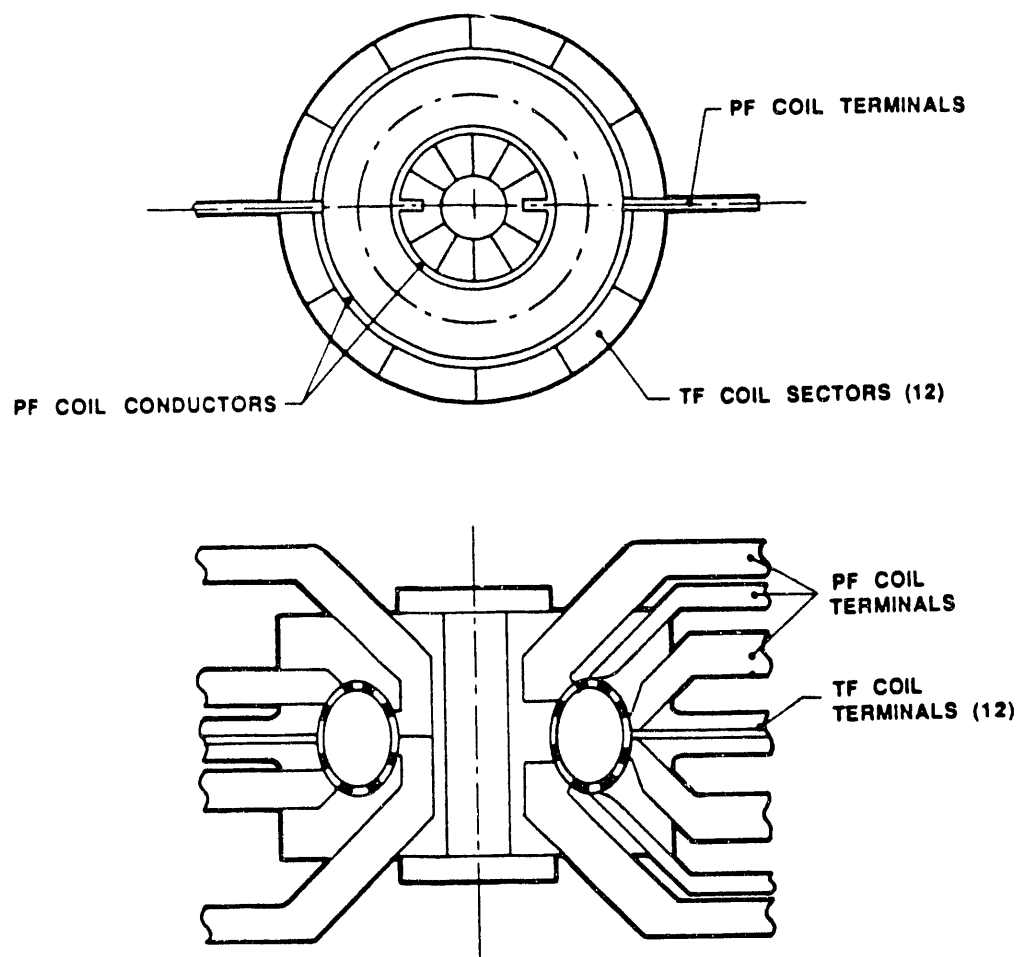 PF COIL TERMINALS
PF COIL CONDUCTORS
TF COIL SECTORS (12)
PF COIL
TERMINALS
TF COIL
TERMINALS (12)